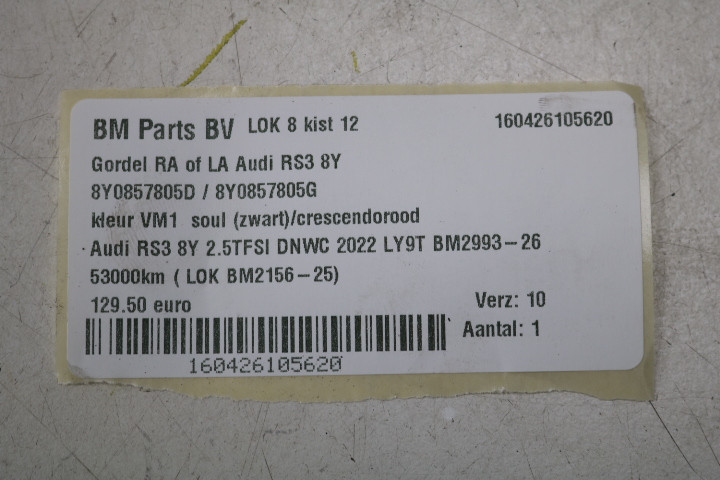 BM Parts BV LOK 8 kist 12 160426105620
Gordel RA of LA Audi RS3 8Y
8Y0857805D / 8Y0857805G
kleur VM1 soul (zwart)/crescendorood
Audi RS3 8Y 2.5TFSI DNWC 2022 LY9T BM2993-26
53000km ( LOK BM2156-25)
129.50 euro Verz: 10
Aantal: 1
160426105620